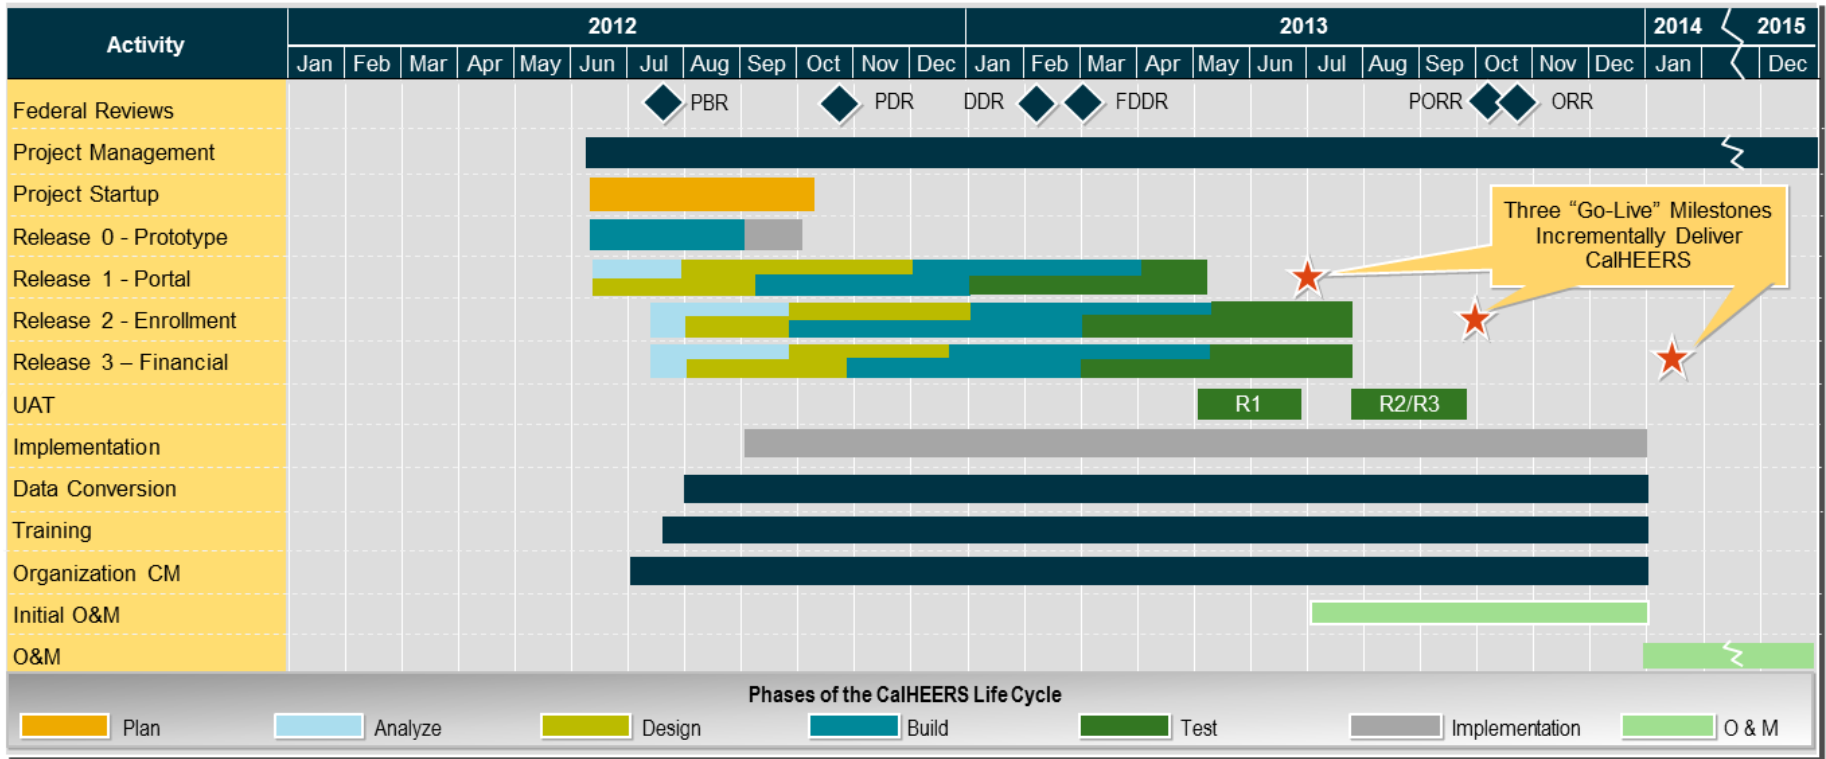 Activity
2012
2013
2014
2015
Jan Feb Mar Apr May Jun Jul Aug Sep Oct Nov Dec Jan Feb Mar Apr May Jun Jul Aug Sep Oct Nov Dec Jan Dec
Federal Reviews
PBR
PDR
DDR
FDDR
PORR
ORR
Project Management
Project Startup
Three “Go-Live” Milestones
Incrementally Deliver
CalHEERS
Release 0 - Prototype
Release 1 - Portal
Release 2 - Enrollment
Release 3 – Financial
UAT
R1
R2/R3
Implementation
Data Conversion
Training
Organization CM
Initial O&M
O&M
Phases of the CalHEERS Life Cycle
Plan
Analyze
Design
Build
Test
Implementation
O & M